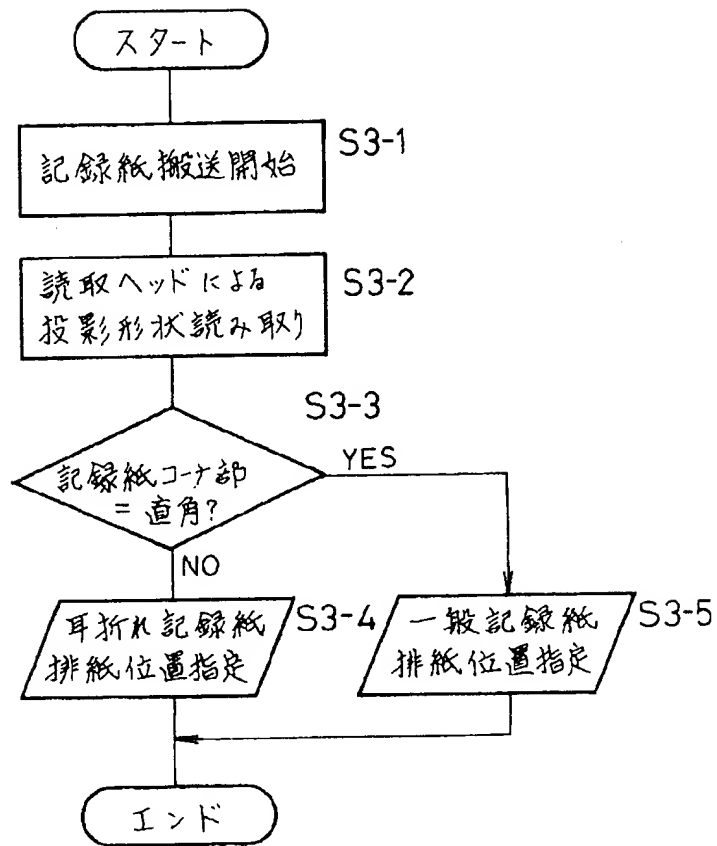 スタート
記録紙搬送開始
S3-1
読取ヘッドによる
投影形状読み取り
S3-2
S3-3
記録紙コーナ部
= 直角?
YES
NO
耳折れ記録紙
排紙位置指定
S3-4
一般記録紙
排紙位置指定
S3-5
エンド